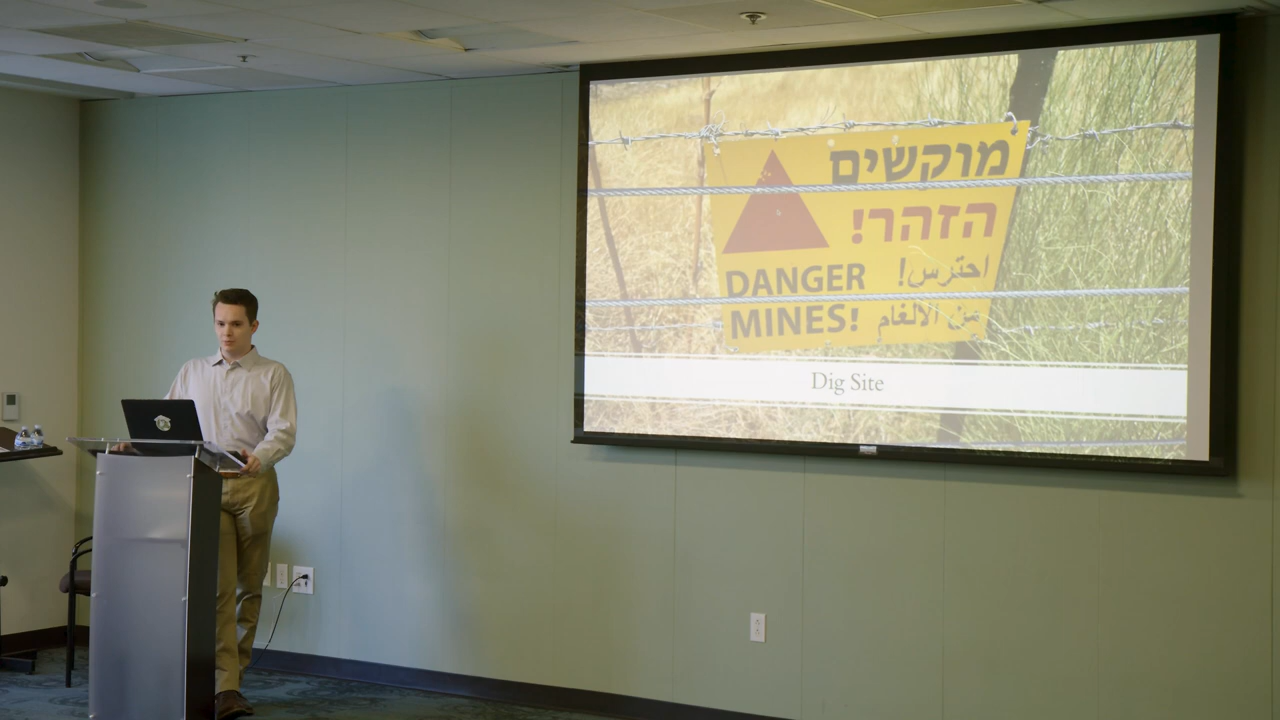 מוקשים
הזהר!
DANGER
MINES!
احترس!
من الالغام
Dig Site